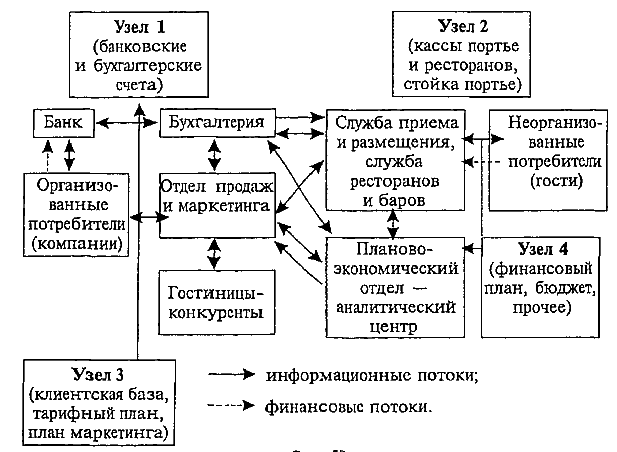 Узел 1
(банковские
и бухгалтерские
счета)
Узел 2
(кассы портье
и ресторанов,
стойка портье)
Банк
Бухгалтерия
Служба приема
и размещения,
служба
ресторанов
и баров
Неорганизо-
ванные
потребители
(гости)
Организо-
ванные
потребители
(компании)
Отдел продаж
и маркетинга
Гостиницы-
конкуренты
Планово-
экономический
отдел —
аналитический
центр
Узел 4
(финансовый
план, бюджет,
прочее)
Узел 3
(клиентская база,
тарифный план,
план маркетинга)
информационные потоки;
финансовые потоки.